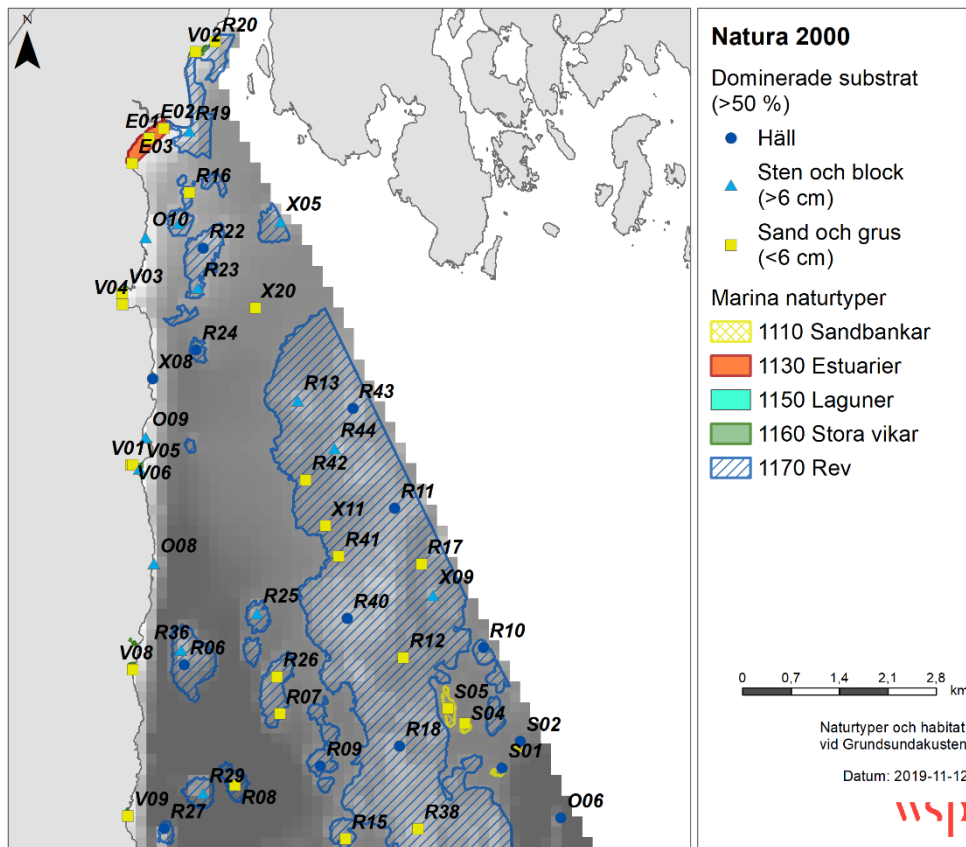 N
R20
V02
E02
E01
R19
E03
R16
X05
O10
R22
R23
V03
V04
X20
R24
X08
R13
R43
O09
R44
V01
V05
V06
R42
R11
X11
R41
R17
O08
X09
R25
R40
R10
R36
R06
R12
V08
R26
S05
R07
S04
R18
S02
S01
R09
R29
R08
V09
R27
O06
R15
R38
Natura 2000
Dominerade substrat
(>50 %)
Häll
Sten och block
(>6 cm)
Sand och grus
(<6 cm)
Marina naturtyper
1110 Sandbankar
1130 Estuarier
1150 Laguner
1160 Stora vikar
1170 Rev
0 0,7 1,4 2,1 2,8
km
Naturtyper och habitat
vid Grundsundakusten
Datum: 2019-11-12
wsp